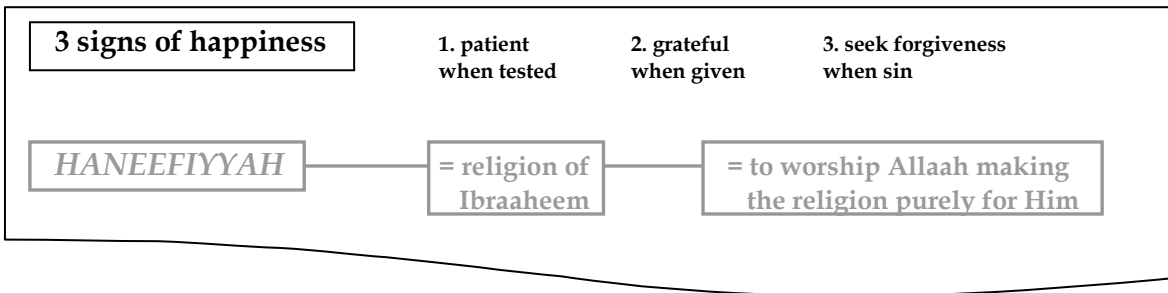 3 signs of happiness
1. patient
when tested
2. grateful
when given
3. seek forgiveness
when sin
HANEEFIYYAH
= religion of
Ibraaheem
= to worship Allaah making
the religion purely for Him